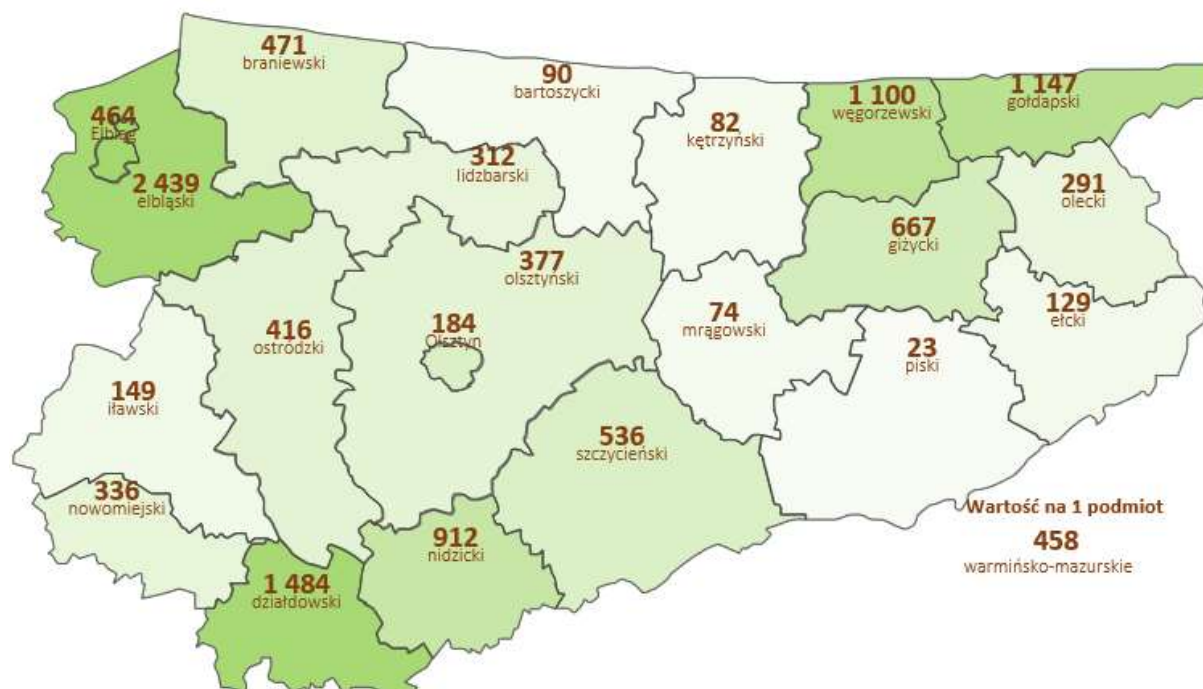 471
braniewski
90
bartoszycki
1 100
węgorzewski
1 147
gołdapski
464
Elbląg
82
kętrzyński
2 439
elbląski
312
lidzbarski
291
olecki
667
giżycki
377
olsztyński
416
ostródzki
184
Olsztyn
74
mrągowski
129
ełcki
23
piski
149
iławski
536
szczycieński
336
nowomiejski
912
nidzicki
1 484
działdowski
Wartość na 1 podmiot
458
warmińsko-mazurskie